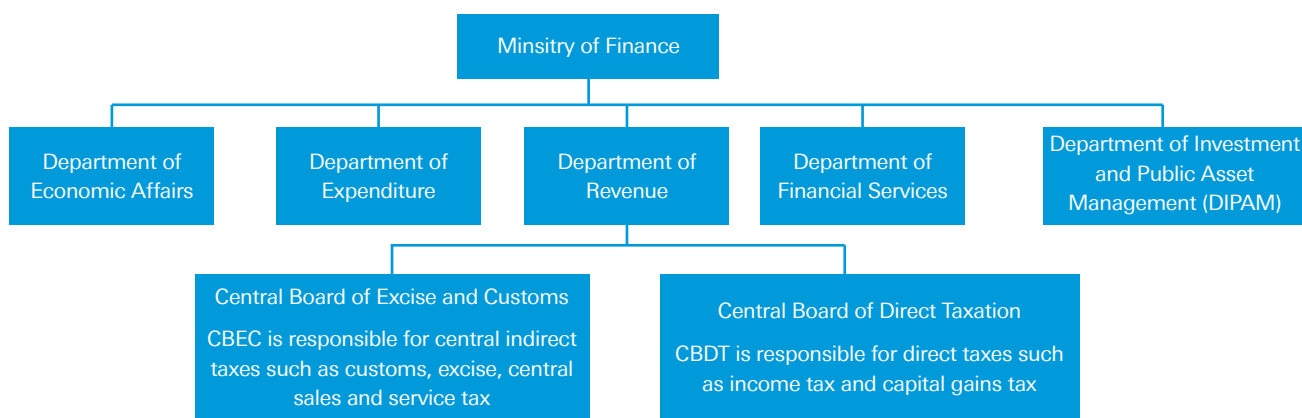 Minsitry of Finance
Department of
Economic Affairs
Department of
Expenditure
Department of
Revenue
Department of
Financial Services
Department of Investment
and Public Asset
Management (DIPAM)
Central Board of Excise and Customs
CBEC is responsible for central indirect
taxes such as customs, excise, central
sales and service tax
Central Board of Direct Taxation
CBDT is responsible for direct taxes such
as income tax and capital gains tax